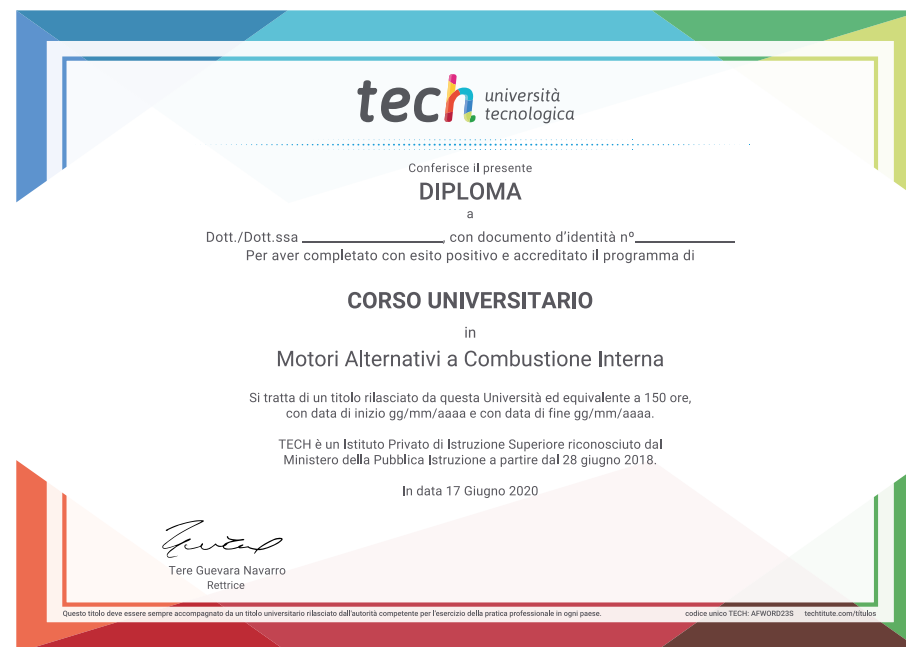 tech università
tecnologica
Conferisce il presente
DIPLOMA
a
Dott./Dott.ssa ____________________, con documento d'identità nº______________
Per aver completato con esito positivo e accreditato il programma di
CORSO UNIVERSITARIO
in
Motori Alternativi a Combustione Interna
Si tratta di un titolo rilasciato da questa Università ed equivalente a 150 ore,
con data di inizio gg/mm/aaaa e con data di fine gg/mm/aaaa.
TECH è un Istituto Privato di Istruzione Superiore riconosciuto dal
Ministero della Pubblica Istruzione a partire dal 28 giugno 2018.
In data 17 Giugno 2020
Tere Guevara Navarro
Rettrice
Questo titolo deve essere sempre accompagnato da un titolo universitario rilasciato dall'autorità competente per l'esercizio della pratica professionale in ogni paese. codice unico TECH: AFWORD23S techtitute.com/títulos